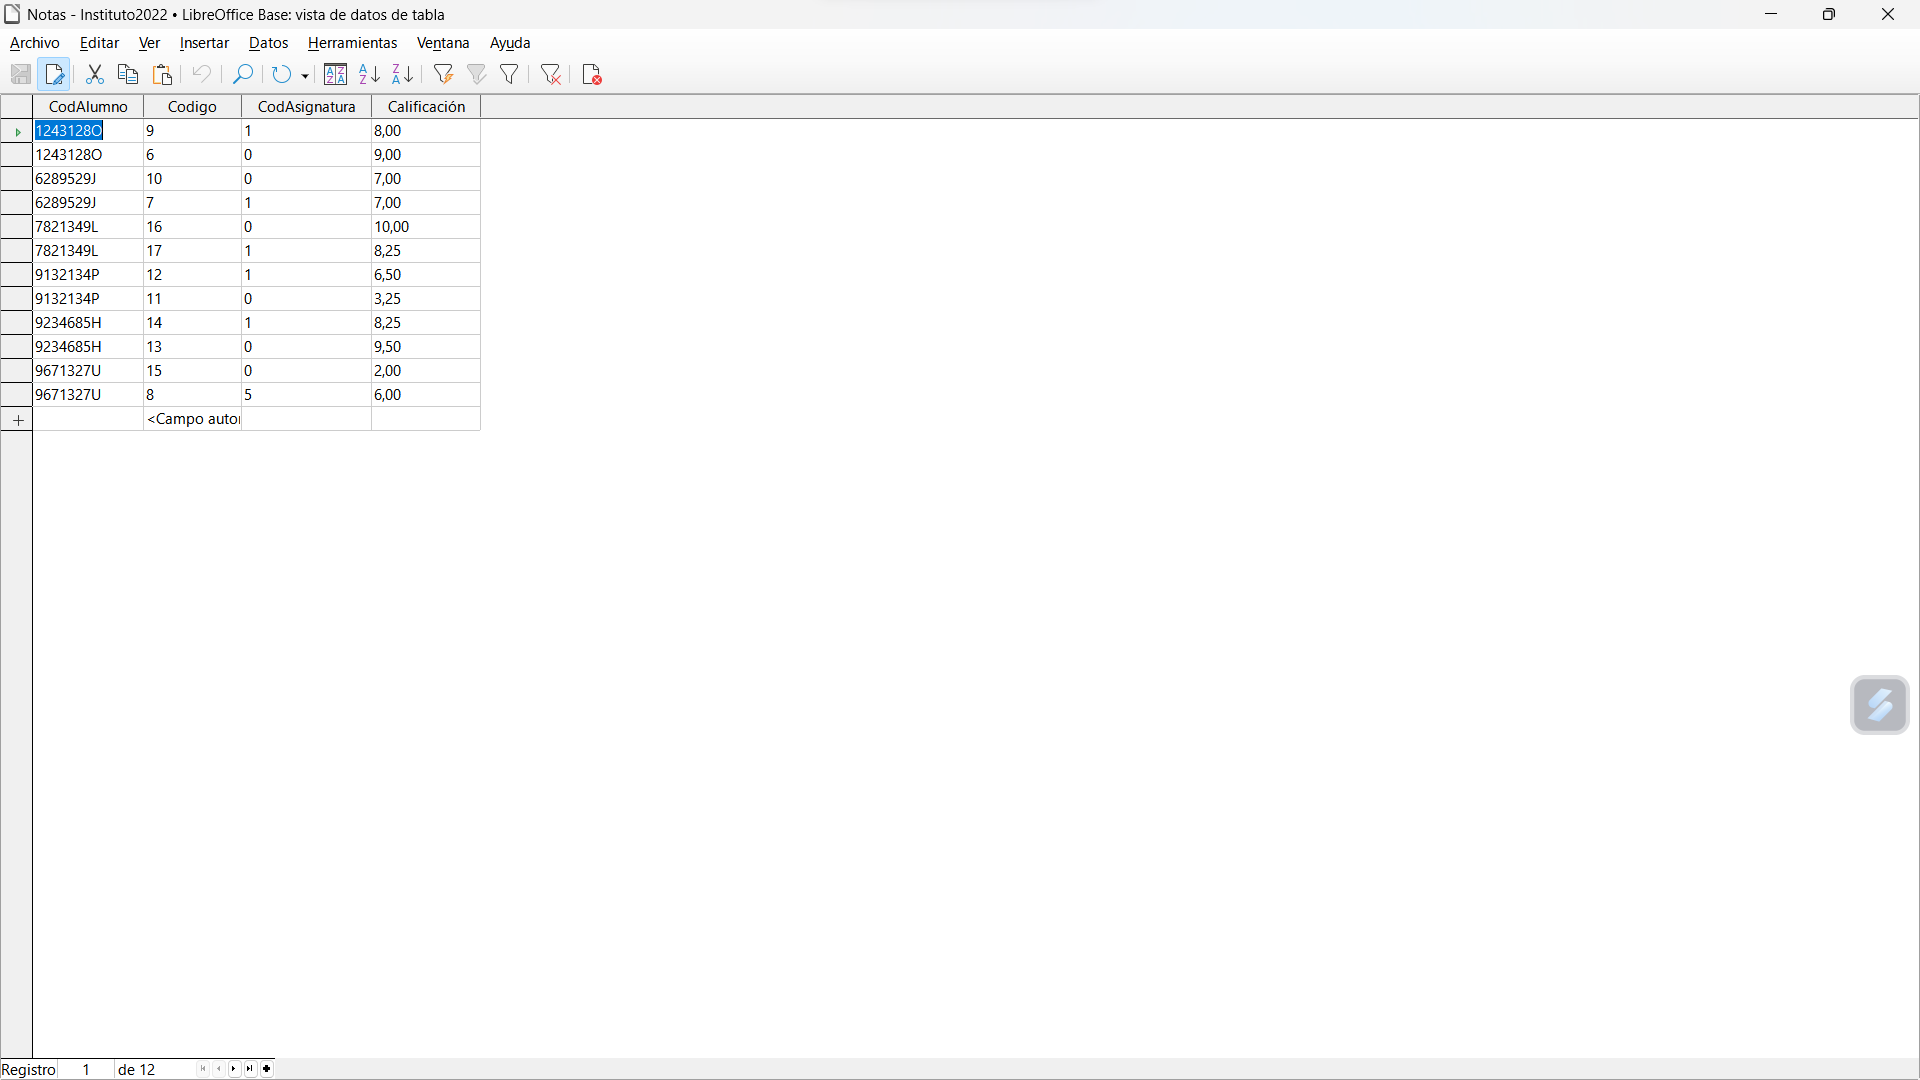 Notas - Instituto2022 • LibreOffice Base: vista de datos de tabla
Archivo Editar Ver Insertar Datos Herramientas Ventana Ayuda
CodAlumno Codigo CodAsignatura Calificación
1243128O 9 1 8,00
1243128O 6 0 9,00
6289529J 10 0 7,00
6289529J 7 1 7,00
7821349L 16 0 10,00
7821349L 17 1 8,25
9132134P 12 1 6,50
9132134P 11 0 3,25
9234685H 14 1 8,25
9234685H 13 0 9,50
9671327U 15 0 2,00
9671327U 8 5 6,00
<Campo auto
Registro 1 de 12